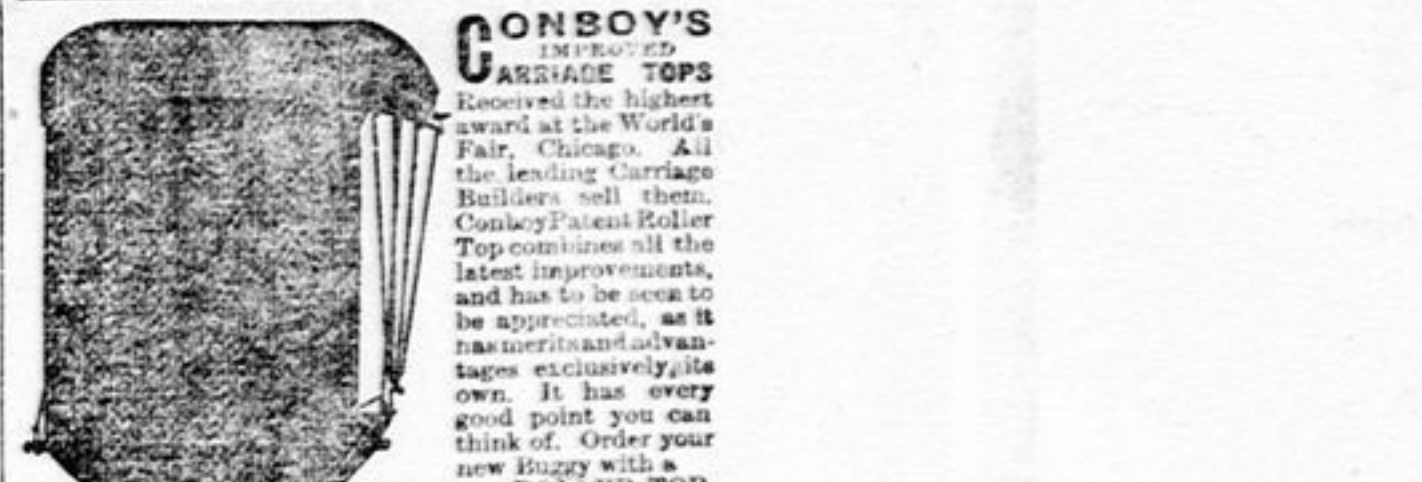 CONBOY'S
IMPROVED
CARRIAGE TOPS
Received the highest
award at the World's
Fair, Chicago. All
the leading Carriage
Builders sell them.
Conboy Patent Roller
Top combines all the
latest improvements,
and has to be seen to
be appreciated, as it
has merits and advan-
tages exclusively its
own. It has every
good point you can
think of. Order your
new Buggy with a
ROLLER TOP